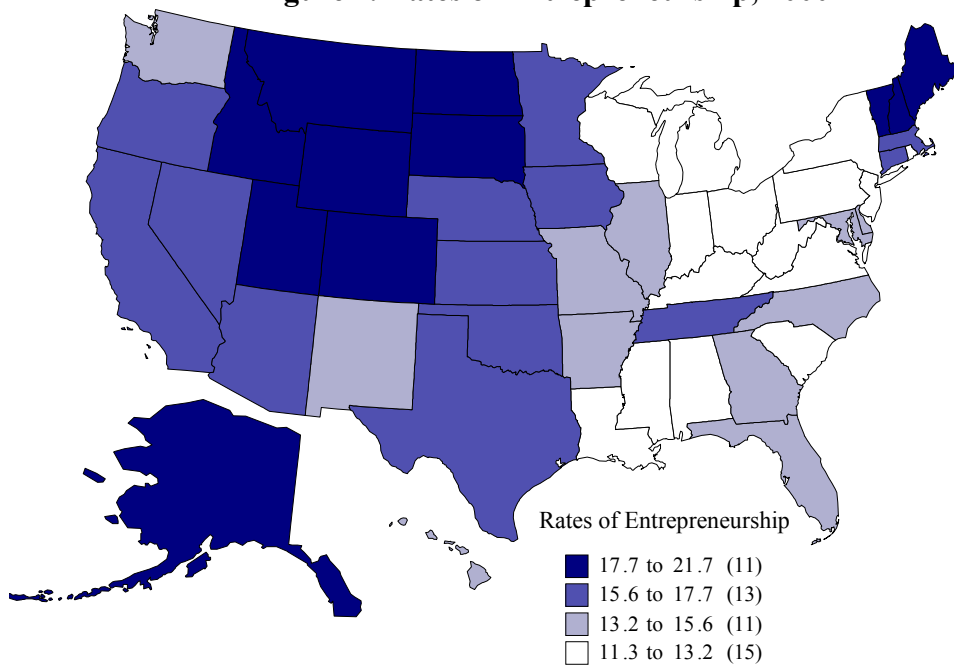 Rates of Entrepreneurship
17.7 to 21.7 (11)
15.6 to 17.7 (13)
13.2 to 15.6 (11)
11.3 to 13.2 (15)